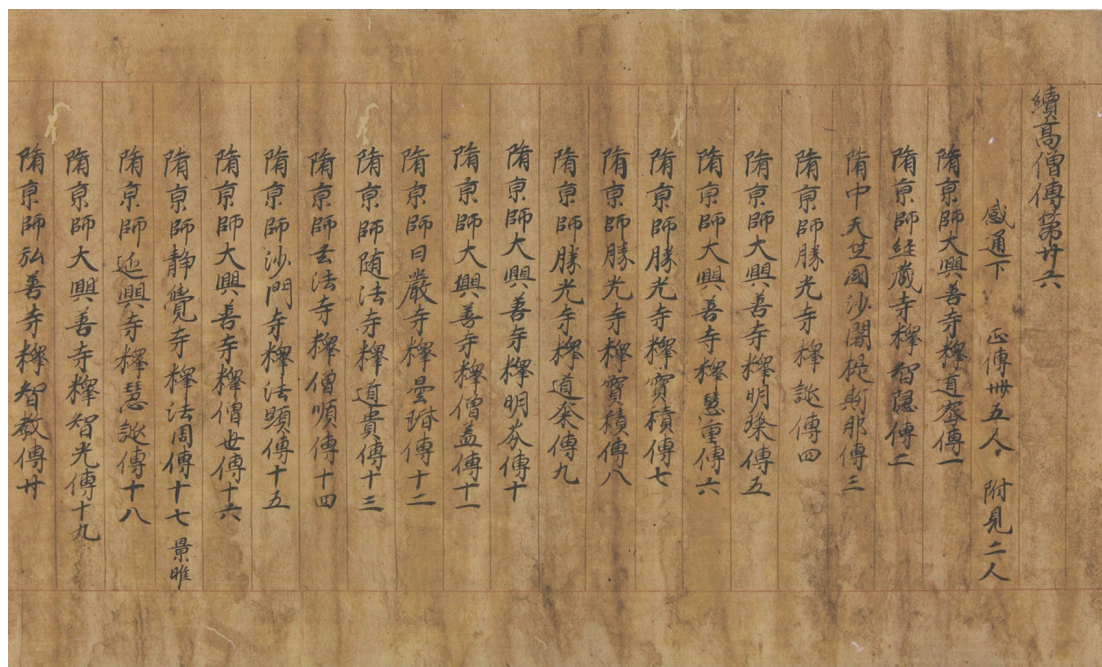 續高僧傳第廿六
感通下 正傳卌五人 附見二人
隋京師大興善寺釋道密傳一
隋京師經藏寺釋智隱傳二
隋中天竺國沙門闍提斯那傳三
隋京師勝光寺釋誕傳四
隋京師大興善寺釋明璨傳五
隋京師大興善寺釋慧重傳六
隋京師勝光寺釋寶積傳七
隋京師勝光寺釋寶積傳八
隋京師勝光寺釋道粲傳九
隋京師大興善寺釋明芬傳十
隋京師大興善寺釋僧盖傳十一
隋京師日嚴寺釋曇瑎傳十二
隋京師随法寺釋道貴傳十三
隋京師玄法寺釋僧順傳十四
隋京師沙門寺釋法顯傳十五
隋京師大興善寺釋僧世傳十六
隋京師靜覺寺釋法周傳十七 景暀
隋京師延興寺釋慧誕傳十八
隋京師大興善寺釋智光傳十九
隋京師弘善寺釋智教傳廿